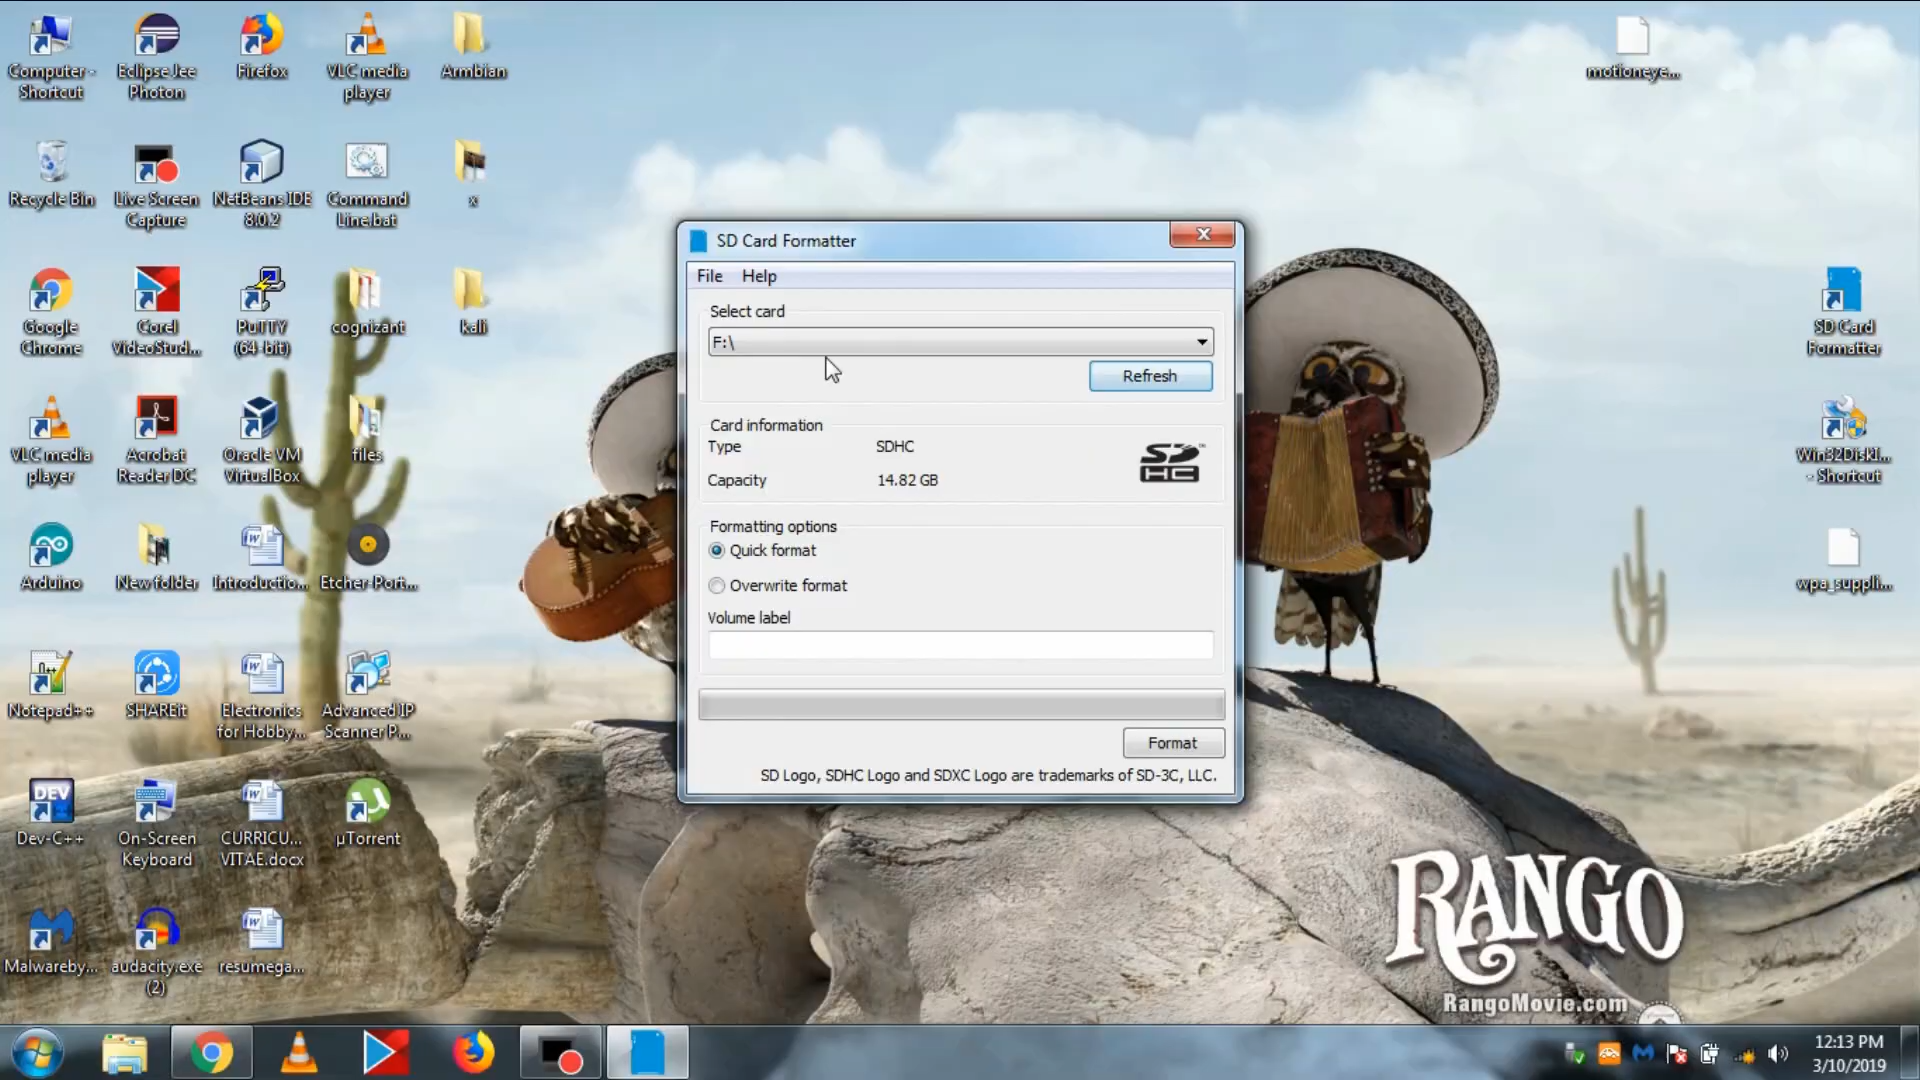 Computer -
Shortcut
Eclipse Jee
Photon
Firefox
VLC media
player
Armbian
motioneye...
Recycle Bin
Live Screen
Capture
NetBeans IDE
8.0.2
Command
Line.bat
x
Google
Chrome
Corel
VideoStud...
PuTTY
(64-bit)
cognizant
kali
VLC media
player
Acrobat
Reader DC
Oracle VM
VirtualBox
files
Arduino
New folder
Introductio...
Etcher-Port...
Notepad++
SHAREit
Electronics
for Hobby...
Advanced IP
Scanner P...
DEV
Dev-C++
On-Screen
Keyboard
CURRICU...
VITAE.docx
µTorrent
Malwareby...
audacity.exe
(2)
resumega...
SD Card Formatter
File Help
Select card
F:\
Refresh
Card information
Type SDHC
Capacity 14.82 GB
SD
HC
Formatting options
Quick format
Overwrite format
Volume label
Format
SD Logo, SDHC Logo and SDXC Logo are trademarks of SD-3C, LLC.
SD Card
Formatter
Win32DiskI...
- Shortcut
wpa_suppli...
RANGO
RangoMovie.com
12:13 PM
3/10/2019